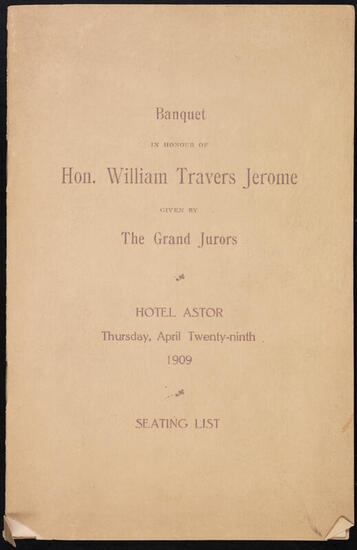 Banquet
IN HONOUR OF
Hon. William Travers Jerome
GIVEN BY
The Grand Jurors
HOTEL ASTOR
Thursday, April Twenty-ninth
1909
SEATING LIST